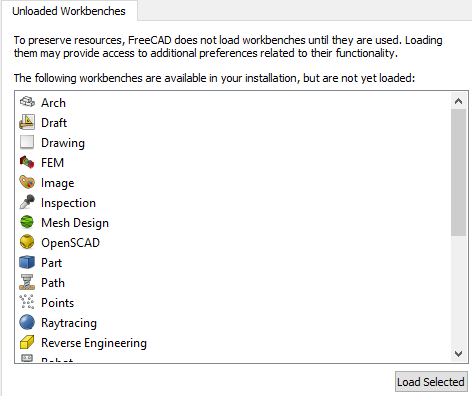 Unloaded Workbenches
To preserve resources, FreeCAD does not load workbenches until they are used. Loading
them may provide access to additional preferences related to their functionality.
The following workbenches are available in your installation, but are not yet loaded:
Arch
Draft
Drawing
FEM
Image
Inspection
Mesh Design
OpenSCAD
Part
Path
Points
Raytracing
Reverse Engineering
Robot
Load Selected